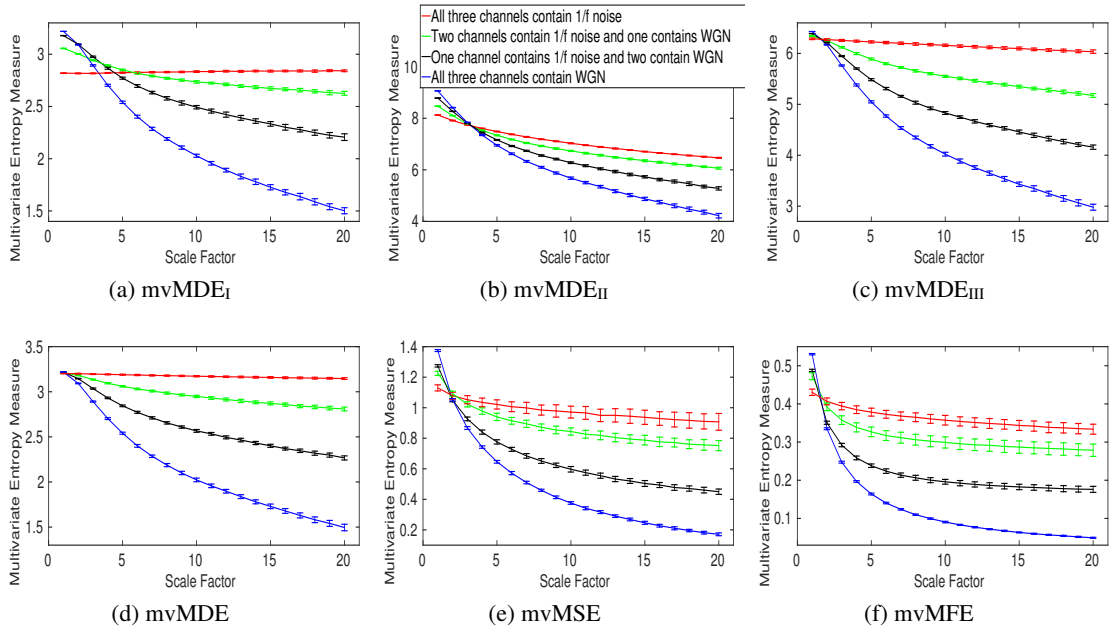 All three channels contain 1/f noise
Two channels contain 1/f noise and one contains WGN
One channel contains 1/f noise and two contain WGN
All three channels contain WGN
Multivariate Entropy Measure
3
2.5
2
1.5
0 5 10 15 20
Scale Factor
(a) mvMDEI
Multivariate Entropy Measure
10
8
6
4
0 5 10 15 20
Scale Factor
(b) mvMDEII
Multivariate Entropy Measure
6
5
4
3
0 5 10 15 20
Scale Factor
(c) mvMDEIII
Multivariate Entropy Measure
3.5
3
2.5
2
1.5
0 5 10 15 20
Scale Factor
(d) mvMDE
Multivariate Entropy Measure
1.4
1.2
1
0.8
0.6
0.4
0.2
0 5 10 15 20
Scale Factor
(e) mvMSE
Multivariate Entropy Measure
0.5
0.4
0.3
0.2
0.1
0 5 10 15 20
Scale Factor
(f) mvMFE